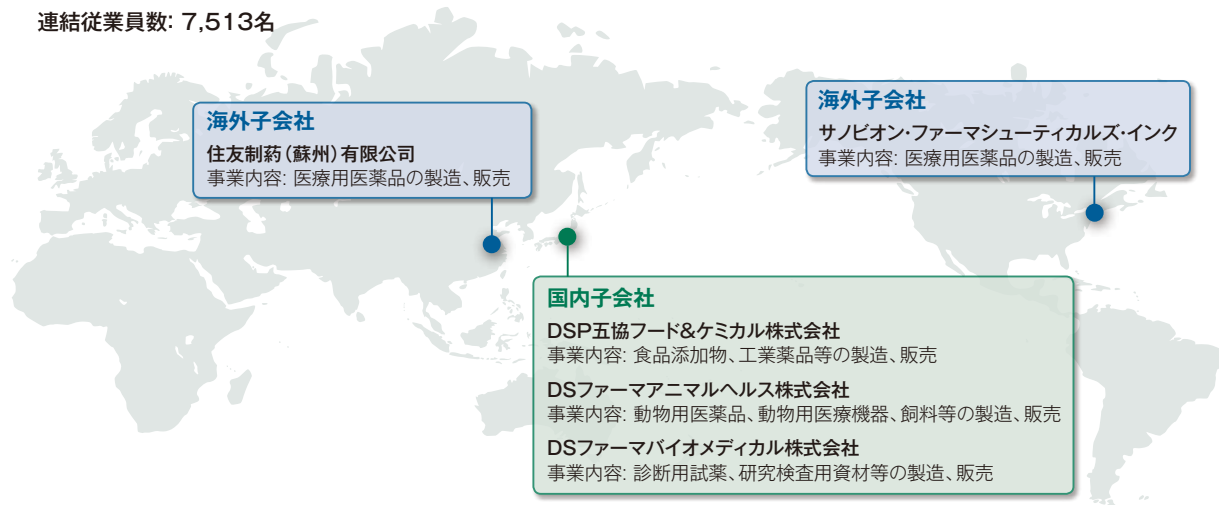 連結従業員数: 7,513名
海外子会社
住友制葯(蘇州)有限公司
事業内容: 医療用医薬品の製造、販売
海外子会社
サノビオン・ファーマシューティカルズ・インク
事業内容: 医療用医薬品の製造、販売
国内子会社
DSP五協フード&ケミカル株式会社
事業内容: 食品添加物、工業薬品等の製造、販売
DSファーマアニマルヘルス株式会社
事業内容: 動物用医薬品、動物用医療機器、飼料等の製造、販売
DSファーマバイオメディカル株式会社
事業内容: 診断用試薬、研究検査用資材等の製造、販売